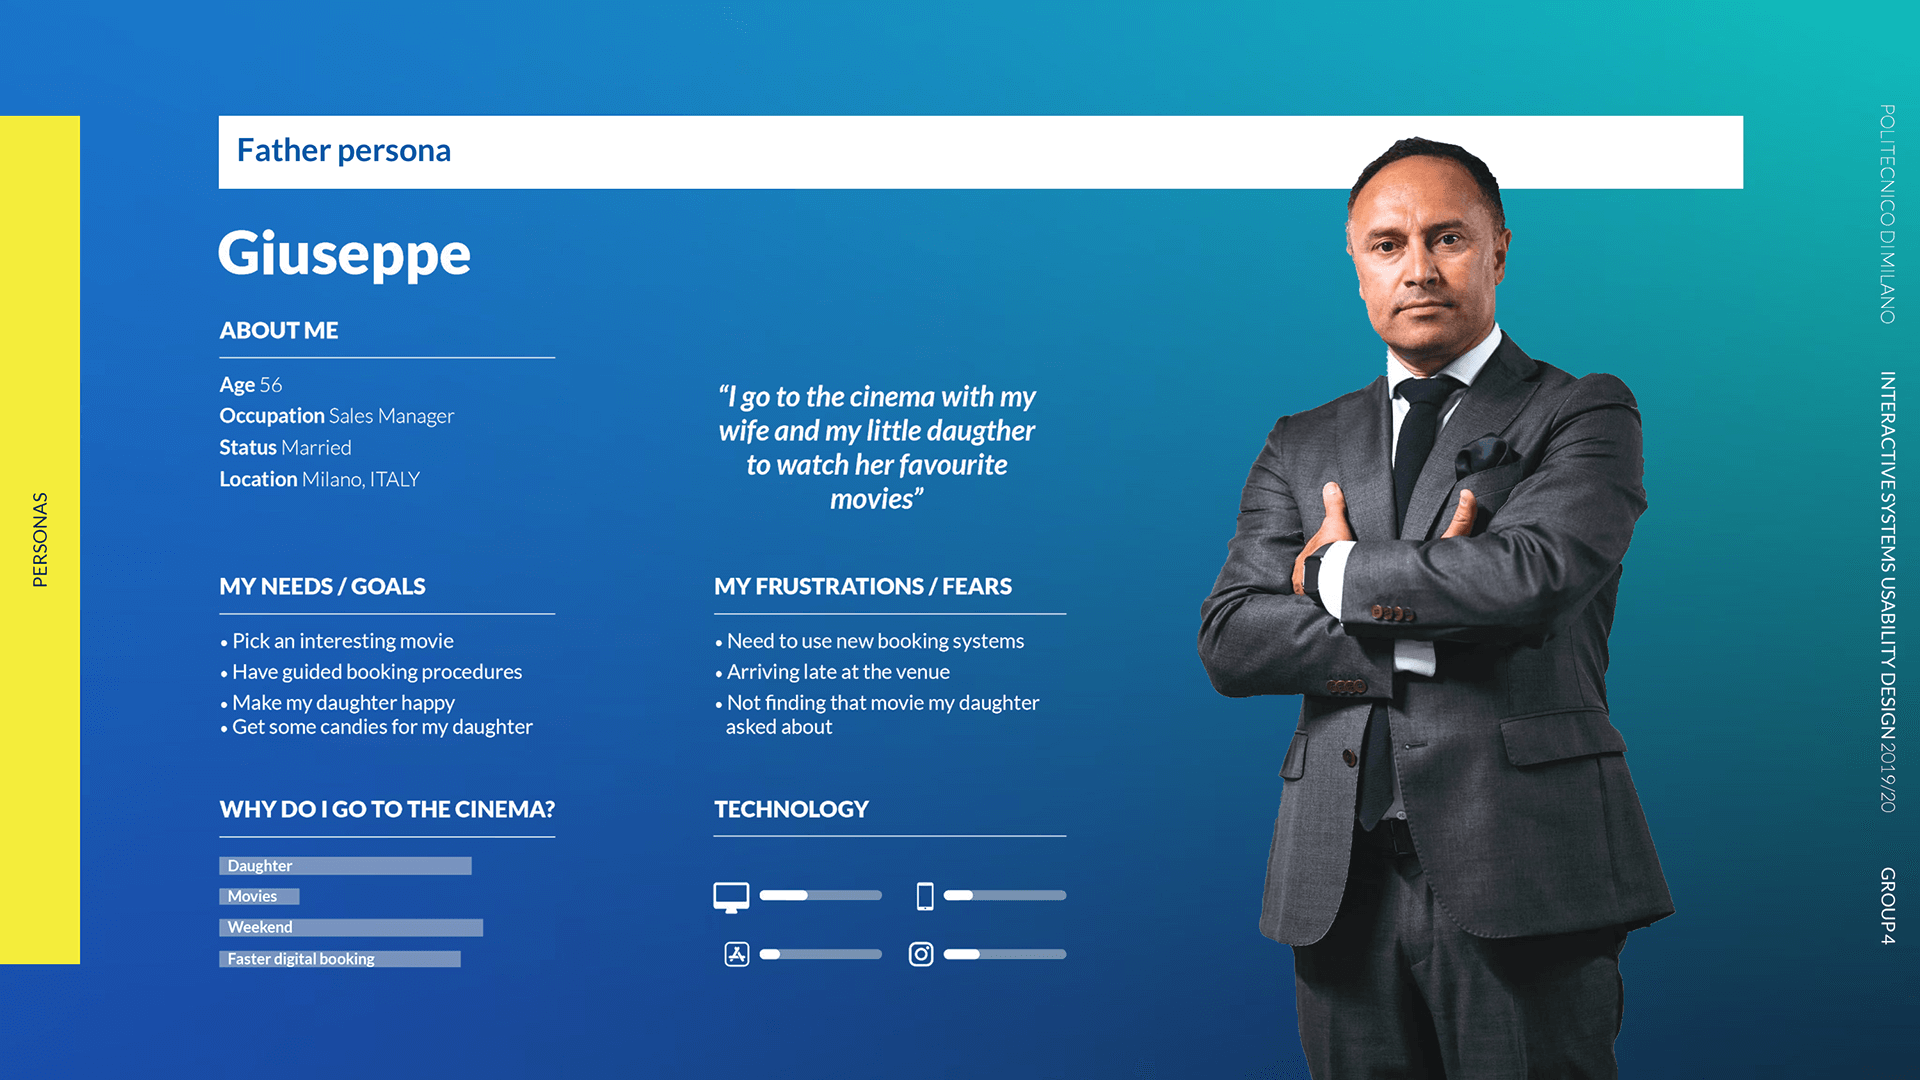 Father persona
Giuseppe
ABOUT ME
Age 56
Occupation Sales Manager
Status Married
Location Milano, ITALY
“I go to the cinema with my
wife and my little daugther
to watch her favourite
movies”
MY NEEDS / GOALS
• Pick an interesting movie
• Have guided booking procedures
• Make my daughter happy
• Get some candies for my daughter
MY FRUSTRATIONS / FEARS
• Need to use new booking systems
• Arriving late at the venue
• Not finding that movie my daughter
asked about
WHY DO I GO TO THE CINEMA?
Daughter
Movies
Weekend
Faster digital booking
TECHNOLOGY
PERSONAS
POLITECNICO DI MILANO
INTERACTIVE SYSTEMS USABILITY DESIGN 2019/20
GROUP 4